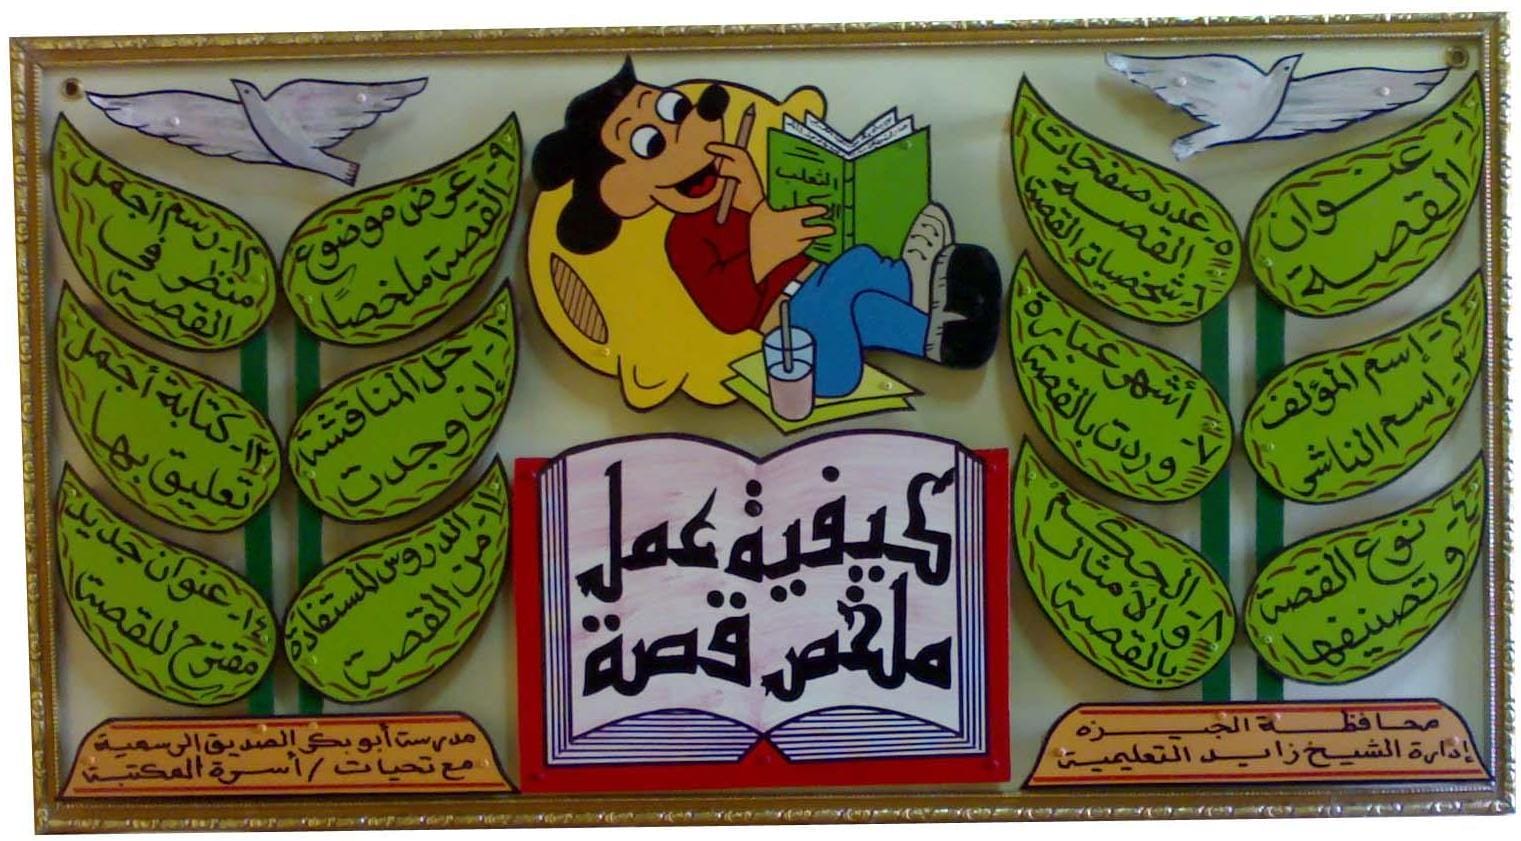 كيفية عمل
ملخص قصة
الثعلب
١- عنوان
القصة
٢- إسم المؤلف
٣- إسم الناشر
٤- نوع القصة
وتصنيفها
٥- عدد صفحات
القصة
٦- شخصيات القصة
٧- أشهر عبارة
وردت بالقصة
٨- الحكم
والأمثال
بالقصة
٩- عرض موضوع
القصة ملخصا
١٠- حل المناقشة
إن وجدت
١١- الدروس المستفادة
من القصة
١٢- رسم أجمل
منظر فى
القصة
١٣- كتابة أجمل
تعليق بها
١٤- عنوان جديد
مقترح للقصة
محافظة الجيزه
إدارة الشيخ زايد التعليمية
مدرسة أبو بكر الصديق الرسمية
مع تحيات / أسرة المكتبة